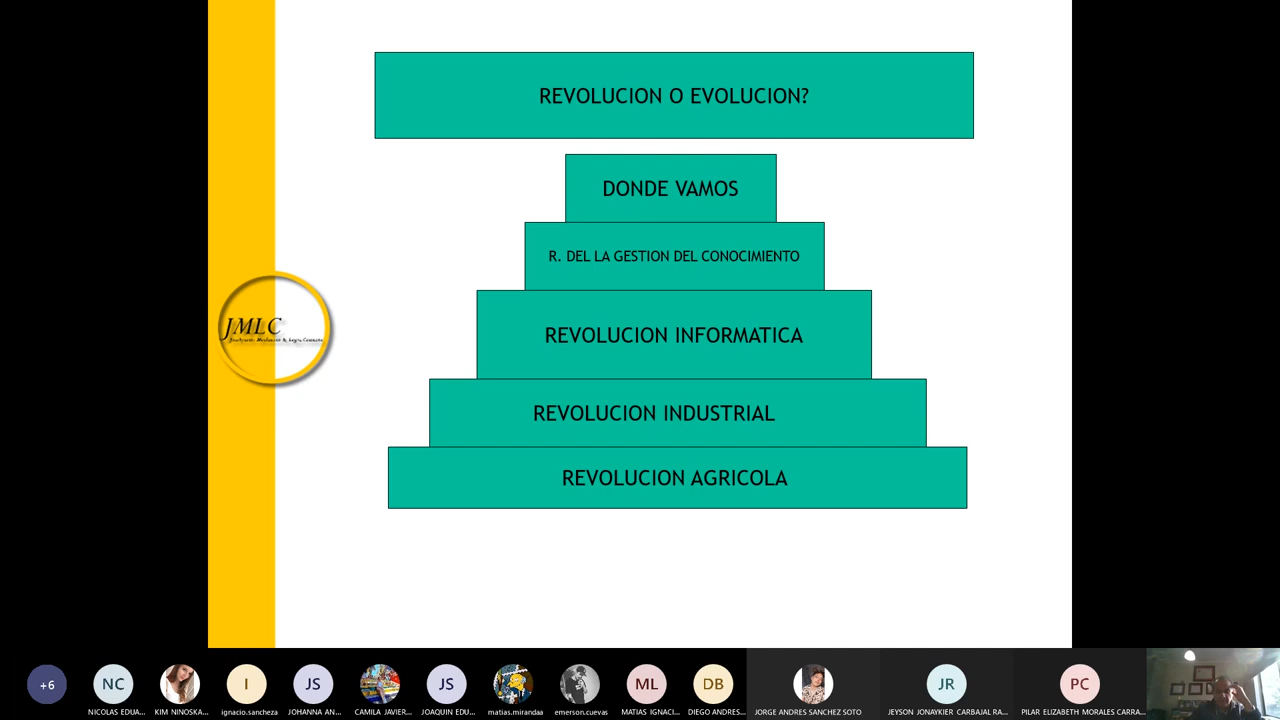 REVOLUCION O EVOLUCION?
DONDE VAMOS
R. DEL LA GESTION DEL CONOCIMIENTO
REVOLUCION INFORMATICA
JMLC
REVOLUCION INDUSTRIAL
REVOLUCION AGRICOLA
+6
NC
I
JS
JS
ML
DB
JR
PC
NICOLAS EDUA...
KIM NINOSKA...
ignacio.sancheza
JOHANNA AN...
CAMILA JAVIER...
JOAQUIN EDU...
matias.mirandaa
emerson.cuevas
MATIAS IGNACI...
DIEGO ANDRES...
JORGE ANDRES SANCHEZ SOTO
JEYSON JONAYKIER CARBAJAL RA...
PILAR ELIZABETH MORALES CARRA...